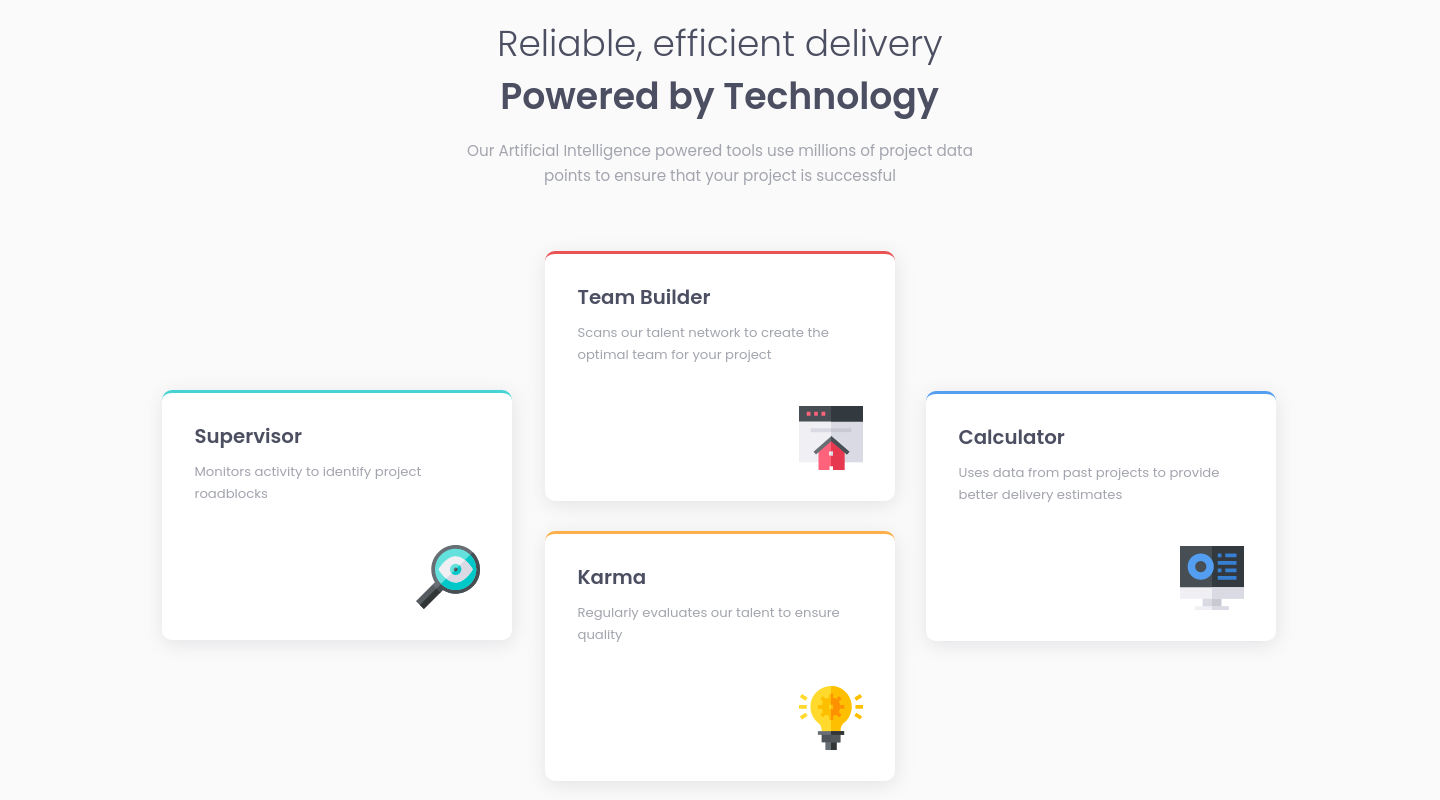 Reliable, efficient delivery
Powered by Technology
Our Artificial Intelligence powered tools use millions of project data
points to ensure that your project is successful
Supervisor
Monitors activity to identify project
roadblocks
Team Builder
Scans our talent network to create the
optimal team for your project
Karma
Regularly evaluates our talent to ensure
quality
Calculator
Uses data from past projects to provide
better delivery estimates